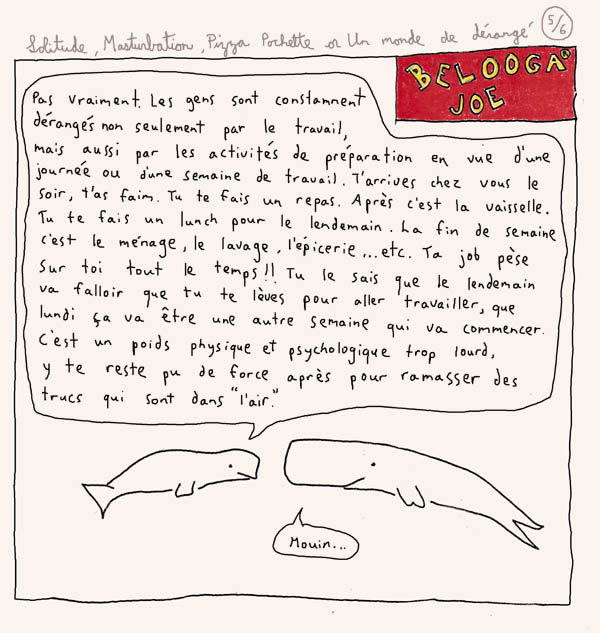 Solitude, Masturbation, Pizza Pochette or Un monde de dérangé
5/6
BELOOGA®
JOE
Pas vraiment. Les gens sont constamment
dérangés non seulement par le travail,
mais aussi par les activités de préparation en vue d'une
journée ou d'une semaine de travail. T'arrives chez vous le
soir, t'as faim. Tu te fais un repas. Après c'est la vaisselle.
Tu te fais un lunch pour le lendemain. La fin de semaine
c'est le ménage, le lavage, l'épicerie...etc. Ta job pèse
sur toi tout le temps!! Tu le sais que le lendemain
va falloir que tu te lèves pour aller travailler, que
lundi ça va être une autre semaine qui va commencer.
C'est un poids physique et psychologique trop lourd,
y te reste pu de force après pour ramasser des
trucs qui sont dans "l'air."
Mouin...